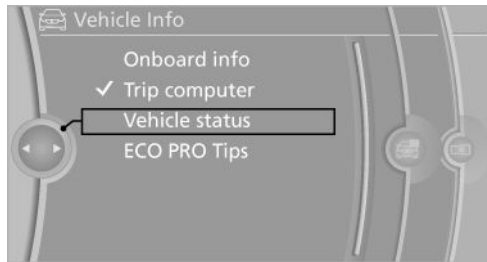 Vehicle Info
Onboard info
Trip computer
Vehicle status
ECO PRO Tips